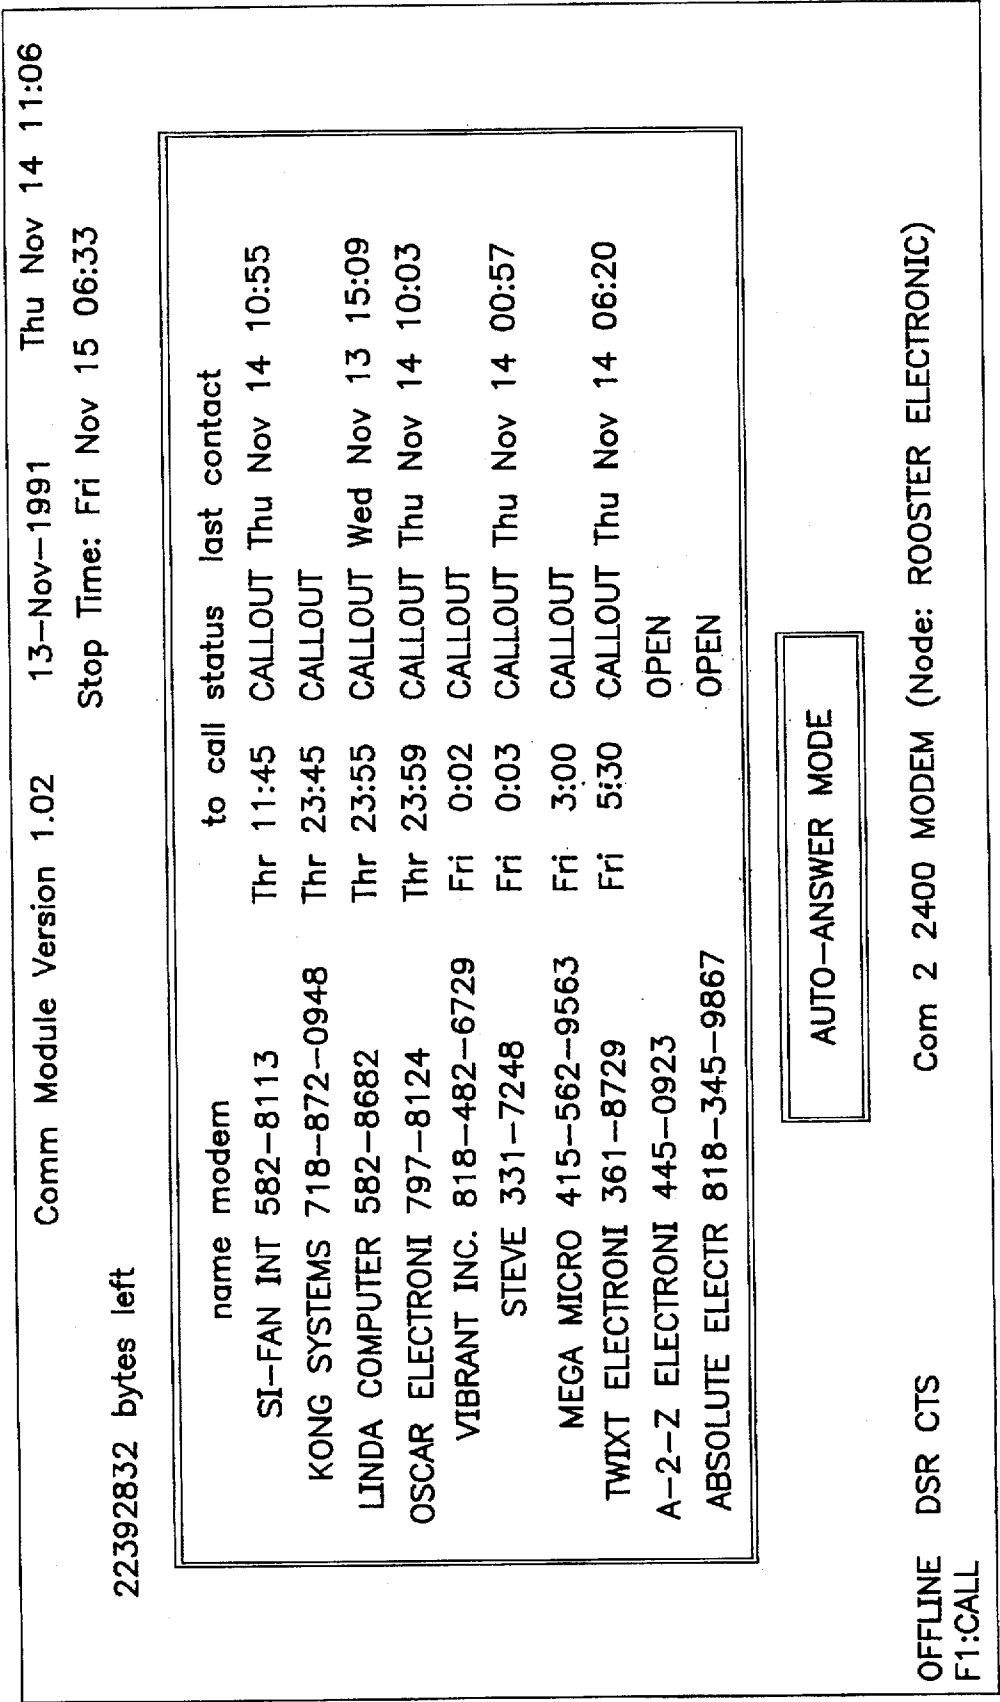 Comm Module Version 1.02 13-Nov-1991 Thu Nov 14 11:06
Stop Time: Fri Nov 15 06:33
22392832 bytes left
name modem to call status last contact
SI-FAN INT 582-8113 Thr 11:45 CALLOUT Thu Nov 14 10:55
KONG SYSTEMS 718-872-0948 Thr 23:45 CALLOUT
LINDA COMPUTER 582-8682 Thr 23:55 CALLOUT Wed Nov 13 15:09
OSCAR ELECTRONI 797-8124 Thr 23:59 CALLOUT Thu Nov 14 10:03
VIBRANT INC. 818-482-6729 Fri 0:02 CALLOUT
STEVE 331-7248 Fri 0:03 CALLOUT Thu Nov 14 00:57
MEGA MICRO 415-562-9563 Fri 3:00 CALLOUT
TWIXT ELECTRONI 361-8729 Fri 5:30 CALLOUT Thu Nov 14 06:20
A-2-Z ELECTRONI 445-0923 OPEN
ABSOLUTE ELECTR 818-345-9867 OPEN
AUTO-ANSWER MODE
OFFLINE DSR CTS Com 2 2400 MODEM (Node: ROOSTER ELECTRONIC)
F1:CALL